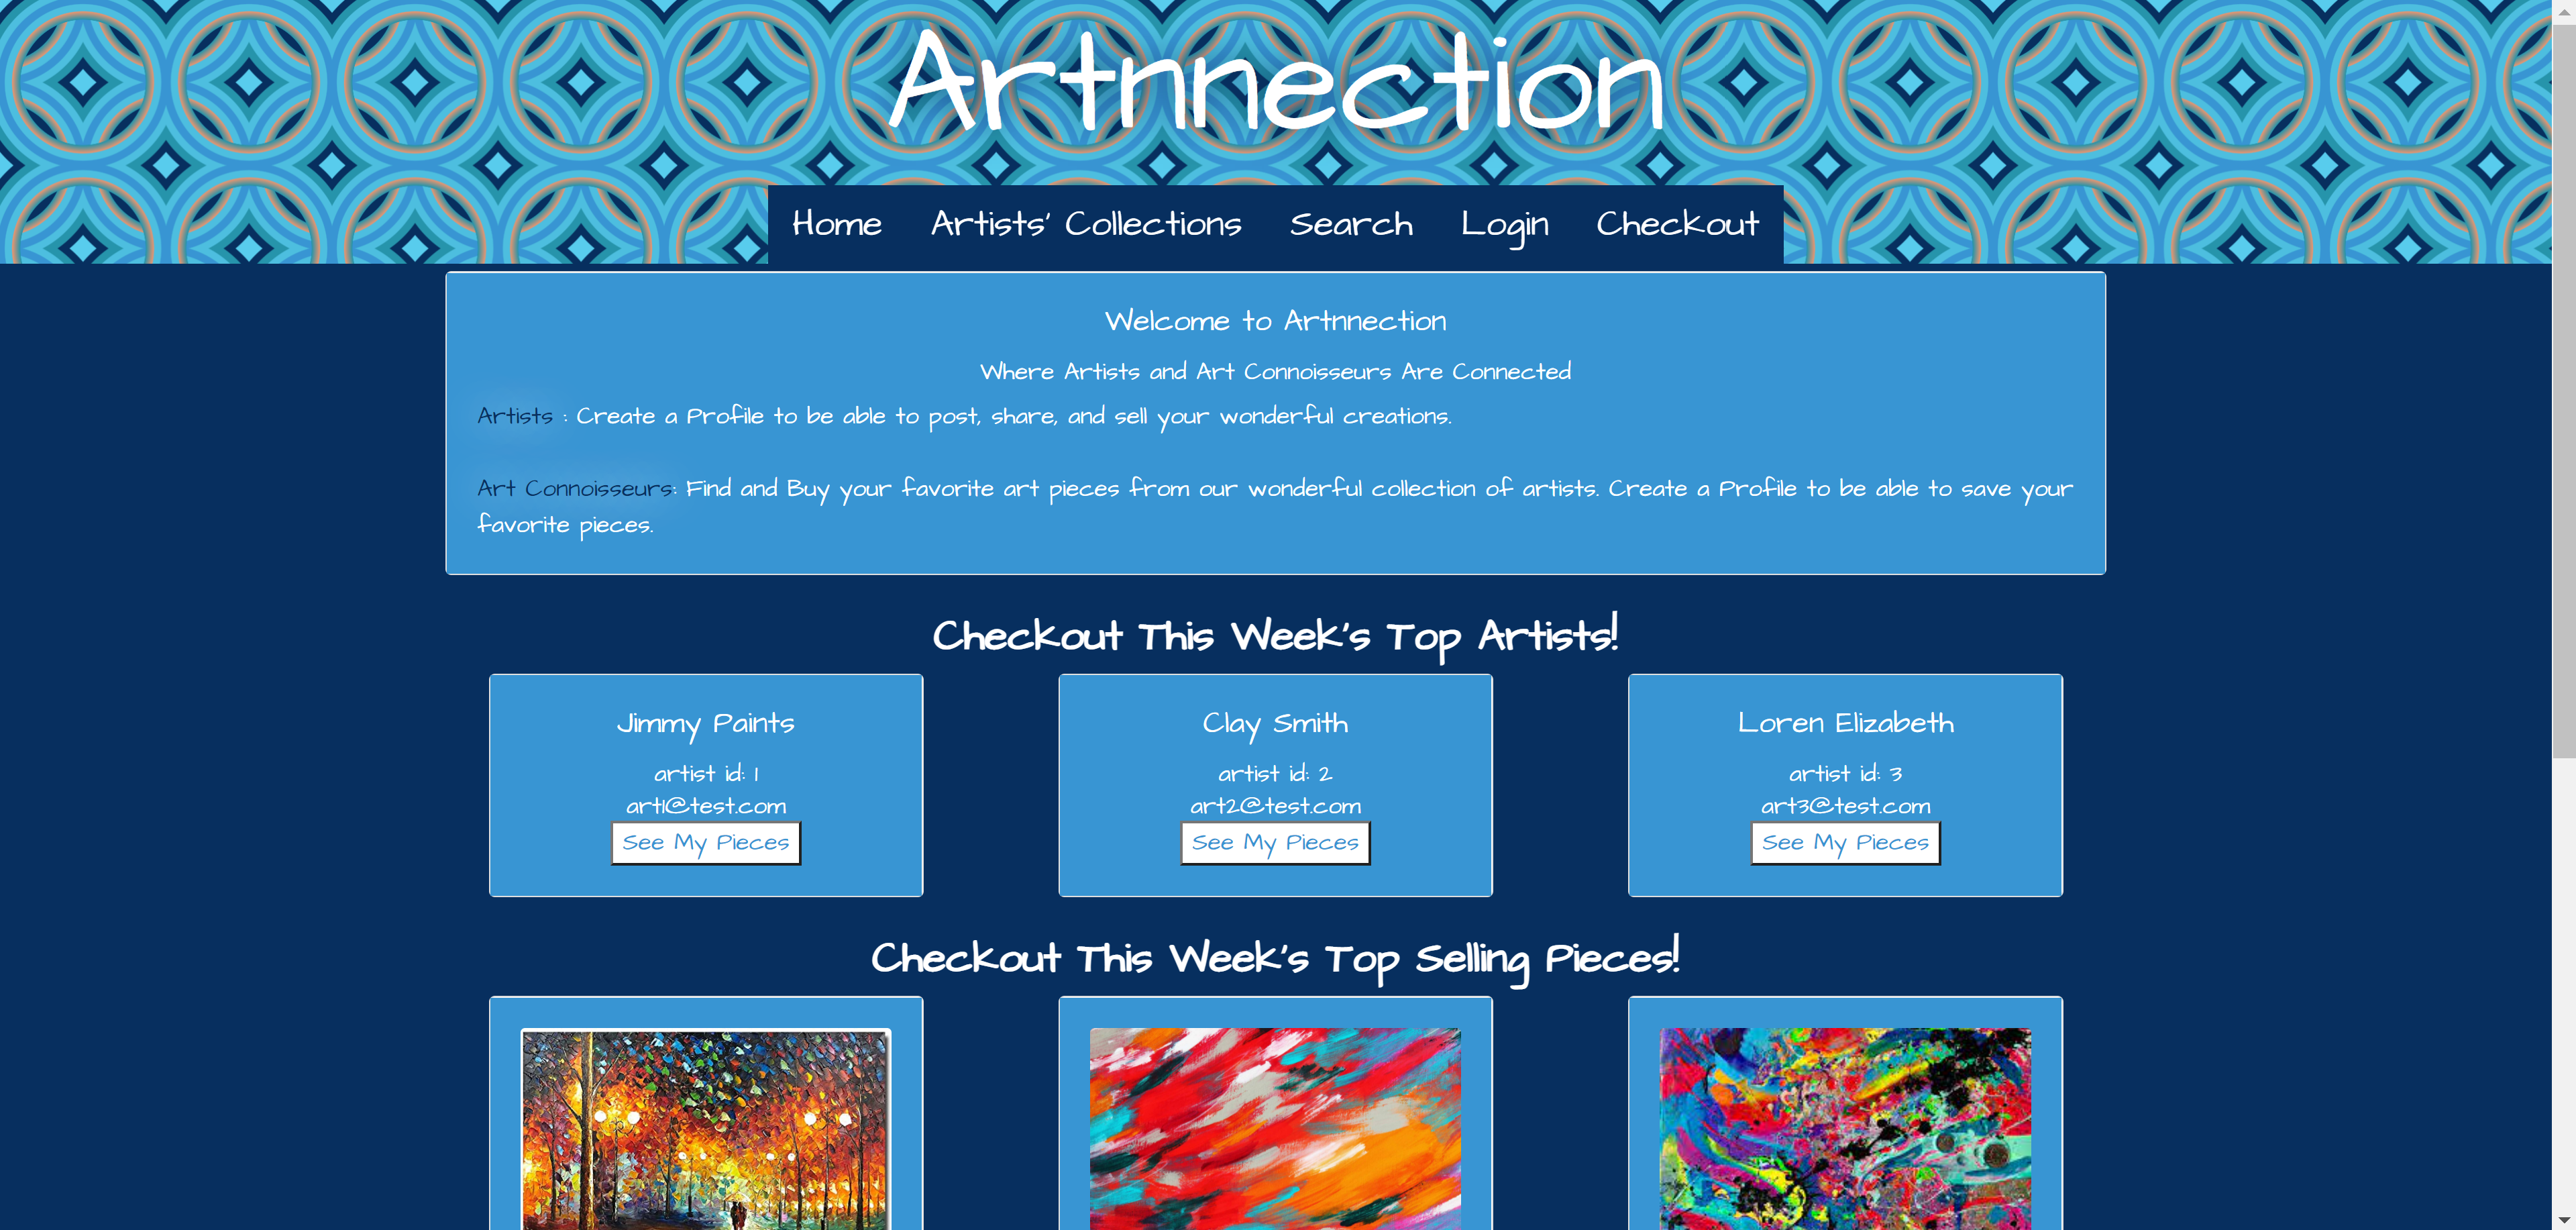 Artnnection
Home Artists' Collections Search Login Checkout
Welcome to Artnnection
Where Artists and Art Connoisseurs Are Connected
Artists : Create a Profile to be able to post, share, and sell your wonderful creations.
Art Connoisseurs: Find and Buy your favorite art pieces from our wonderful collection of artists. Create a Profile to be able to save your
favorite pieces.
Checkout This Week's Top Artists!
Jimmy Paints
artist id: 1
art1@test.com
See My Pieces
Clay Smith
artist id: 2
art2@test.com
See My Pieces
Loren Elizabeth
artist id: 3
art3@test.com
See My Pieces
Checkout This Week's Top Selling Pieces!